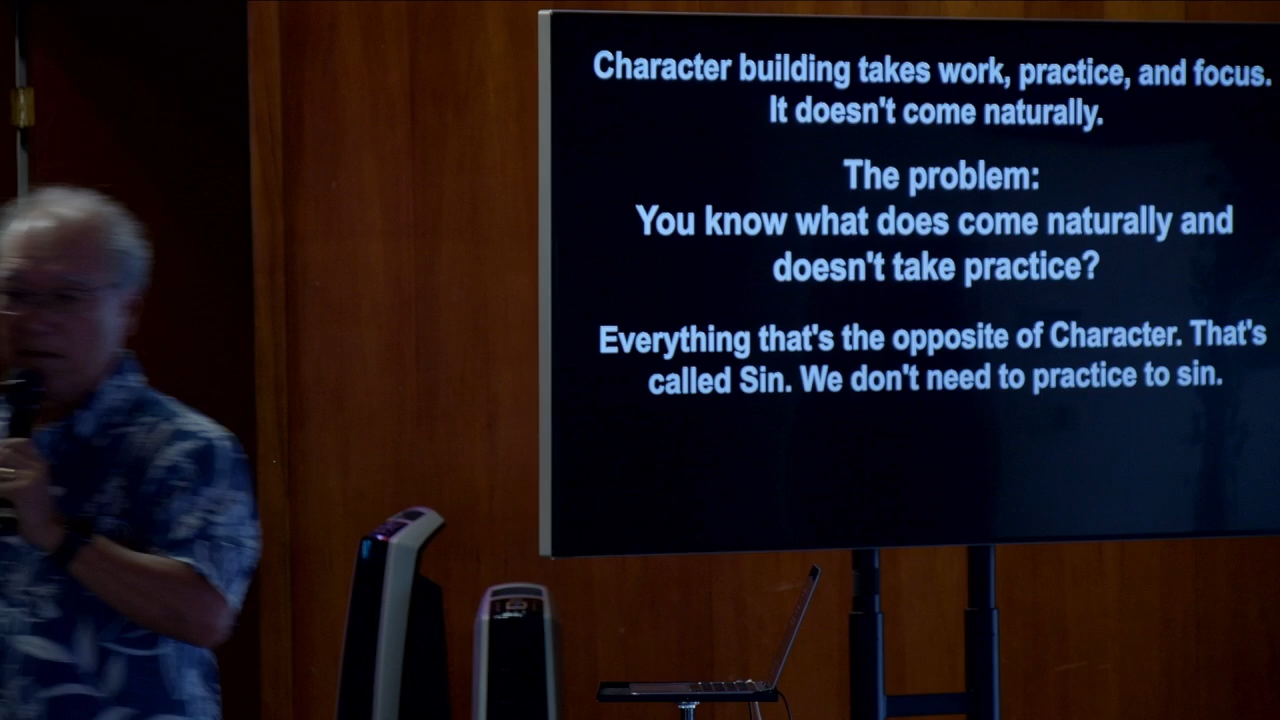 Character building takes work, practice, and focus.
It doesn't come naturally.
The problem:
You know what does come naturally and
doesn't take practice?
Everything that's the opposite of Character. That's
called Sin. We don't need to practice to sin.